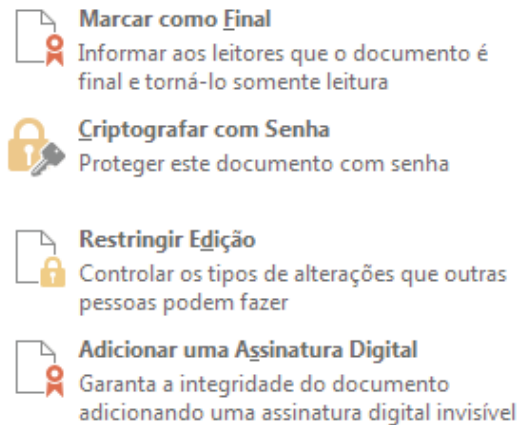 Marcar como Final
Informar aos leitores que o documento é
final e torná-lo somente leitura
Criptografar com Senha
Proteger este documento com senha
Restringir Edição
Controlar os tipos de alterações que outras
pessoas podem fazer
Adicionar uma Assinatura Digital
Garanta a integridade do documento
adicionando uma assinatura digital invisível